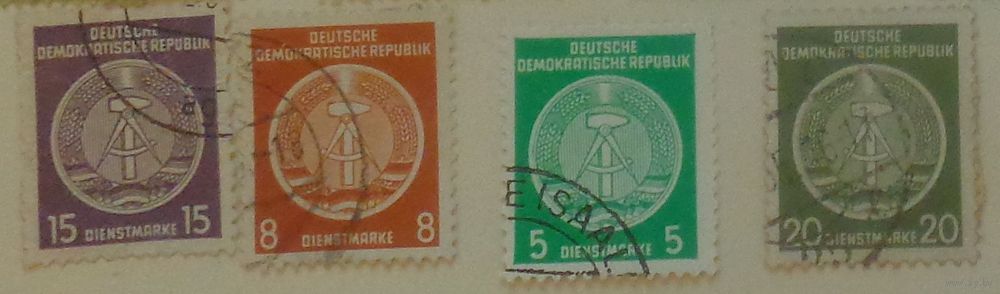 DEUTSCHE
DEMOKRATISCHE REPUBLIK
15 DIENSTMARKE 15
DEUTSCHE
DEMOKRATISCHE REPUBLIK
8 DIENSTMARKE 8
DEUTSCHE
DEMOKRATISCHE REPUBLIK
EISAA
5 DIENSTMARKE 5
DEUTSCHE
DEMOKRATISCHE REPUBLIK
20 DIENSTMARKE 20